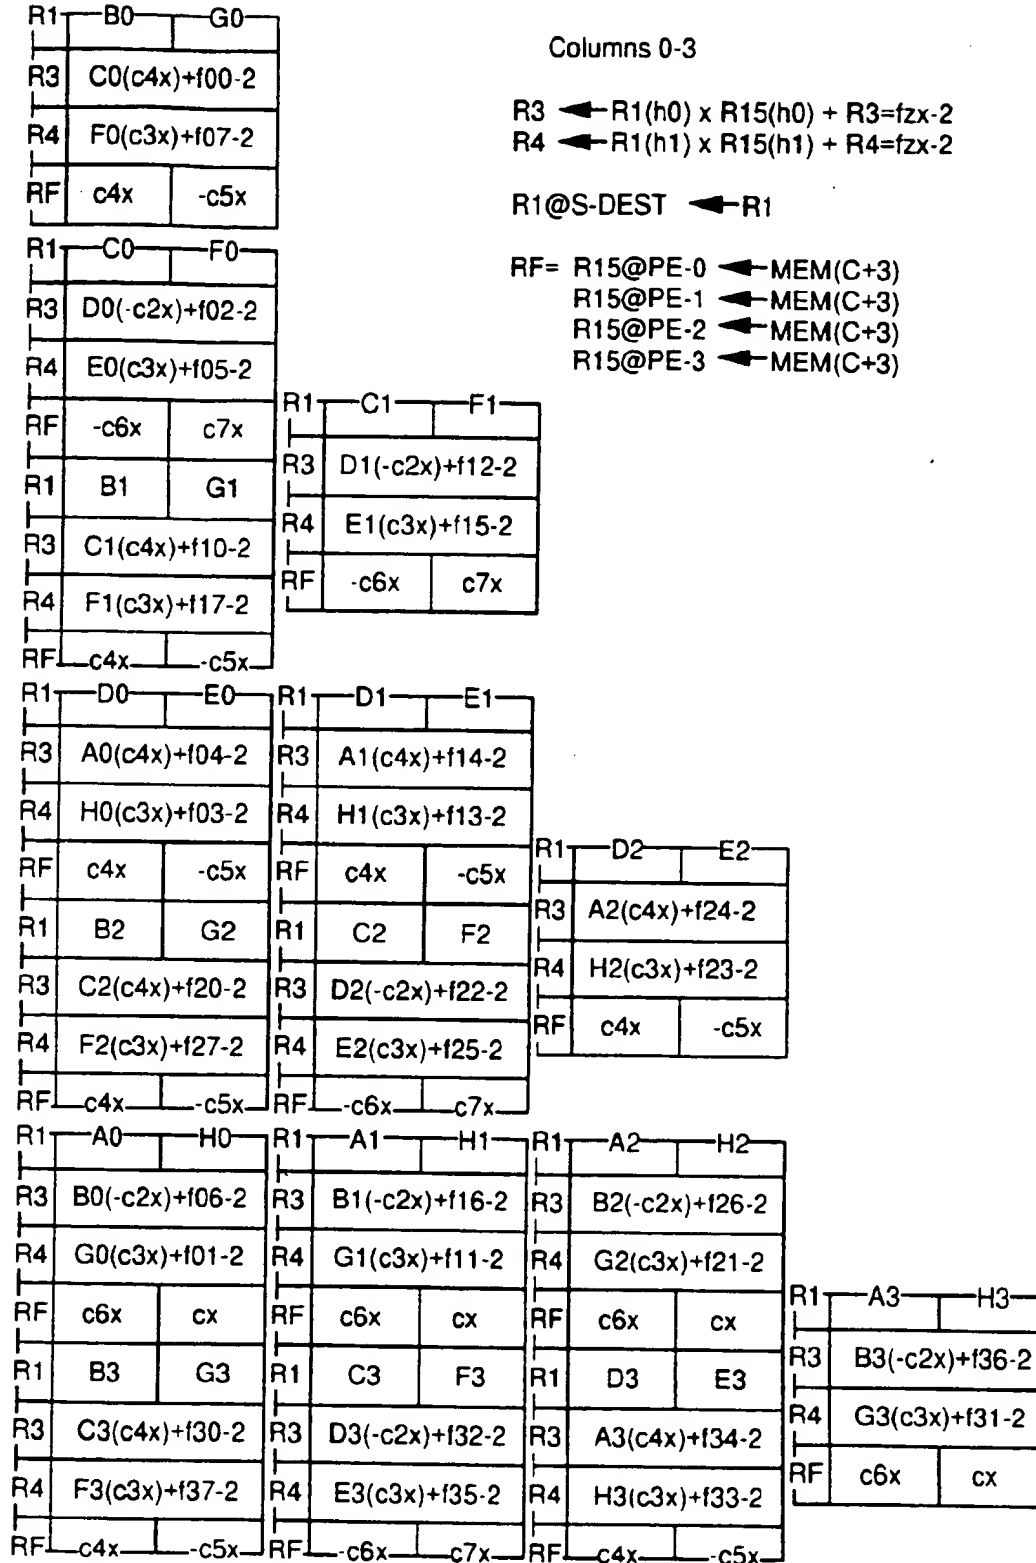 Columns 0-3
R3 ← R1(h0) x R15(h0) + R3=fzx-2
R4 ← R1(h1) x R15(h1) + R4=fzx-2
R1@S-DEST ← R1
RF= R15@PE-0 ← MEM(C+3)
R15@PE-1 ← MEM(C+3)
R15@PE-2 ← MEM(C+3)
R15@PE-3 ← MEM(C+3)
R1 B0 G0
R3 C0(c4x)+f00-2
R4 F0(c3x)+f07-2
RF c4x -c5x
R1 C0 F0
R3 D0(-c2x)+f02-2
R4 E0(c3x)+f05-2
RF -c6x c7x
R1 B1 G1
R3 C1(c4x)+f10-2
R4 F1(c3x)+f17-2
RF c4x -c5x
R1 C1 F1
R3 D1(-c2x)+f12-2
R4 E1(c3x)+f15-2
RF -c6x c7x
R1 D0 E0
R3 A0(c4x)+f04-2
R4 H0(c3x)+f03-2
RF c4x -c5x
R1 B2 G2
R3 C2(c4x)+f20-2
R4 F2(c3x)+f27-2
RF c4x -c5x
R1 D1 E1
R3 A1(c4x)+f14-2
R4 H1(c3x)+f13-2
RF c4x -c5x
R1 C2 F2
R3 D2(-c2x)+f22-2
R4 E2(c3x)+f25-2
RF -c6x c7x
R1 D2 E2
R3 A2(c4x)+f24-2
R4 H2(c3x)+f23-2
RF c4x -c5x
R1 A0 H0
R3 B0(-c2x)+f06-2
R4 G0(c3x)+f01-2
RF c6x cx
R1 B3 G3
R3 C3(c4x)+f30-2
R4 F3(c3x)+f37-2
RF c4x -c5x
R1 A1 H1
R3 B1(-c2x)+f16-2
R4 G1(c3x)+f11-2
RF c6x cx
R1 C3 F3
R3 D3(-c2x)+f32-2
R4 E3(c3x)+f35-2
RF -c6x c7x
R1 A2 H2
R3 B2(-c2x)+f26-2
R4 G2(c3x)+f21-2
RF c6x cx
R1 D3 E3
R3 A3(c4x)+f34-2
R4 H3(c3x)+f33-2
RF c4x -c5x
R1 A3 H3
R3 B3(-c2x)+f36-2
R4 G3(c3x)+f31-2
RF c6x cx